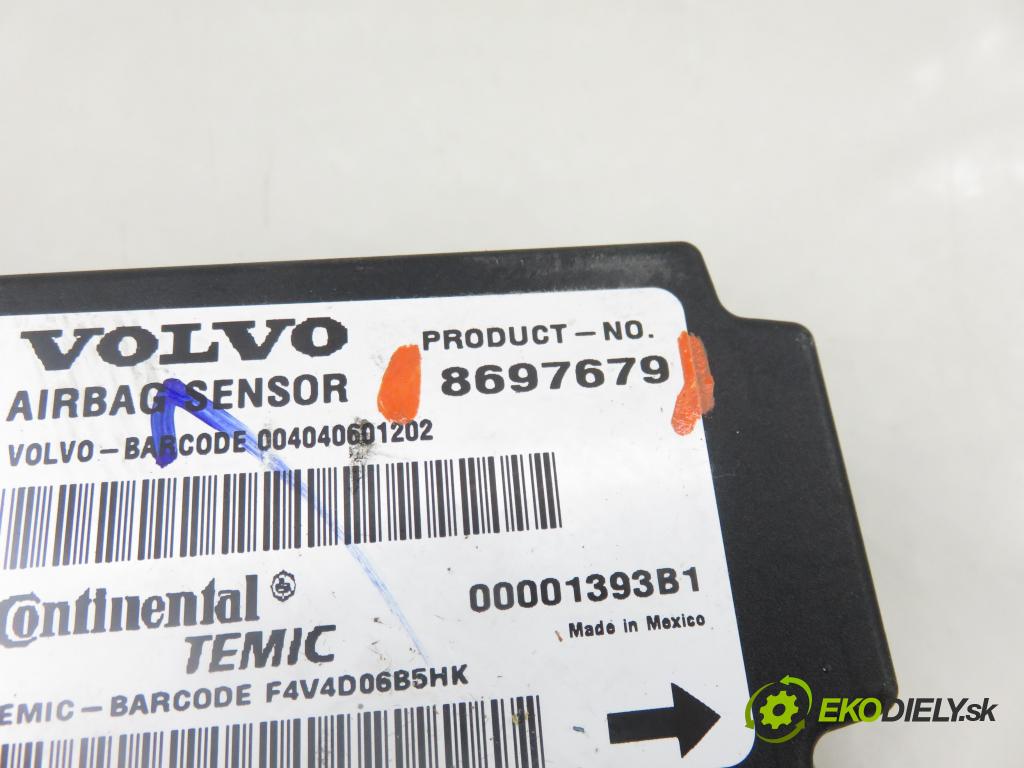 VOLVO
PRODUCT – NO.
AIRBAG SENSOR
8697679
VOLVO – BARCODE 004040601202
Continental
00001393B1
TEMIC
Made in Mexico
EMIC – BARCODE F4V4D06B5HK
EKODIELY.sk